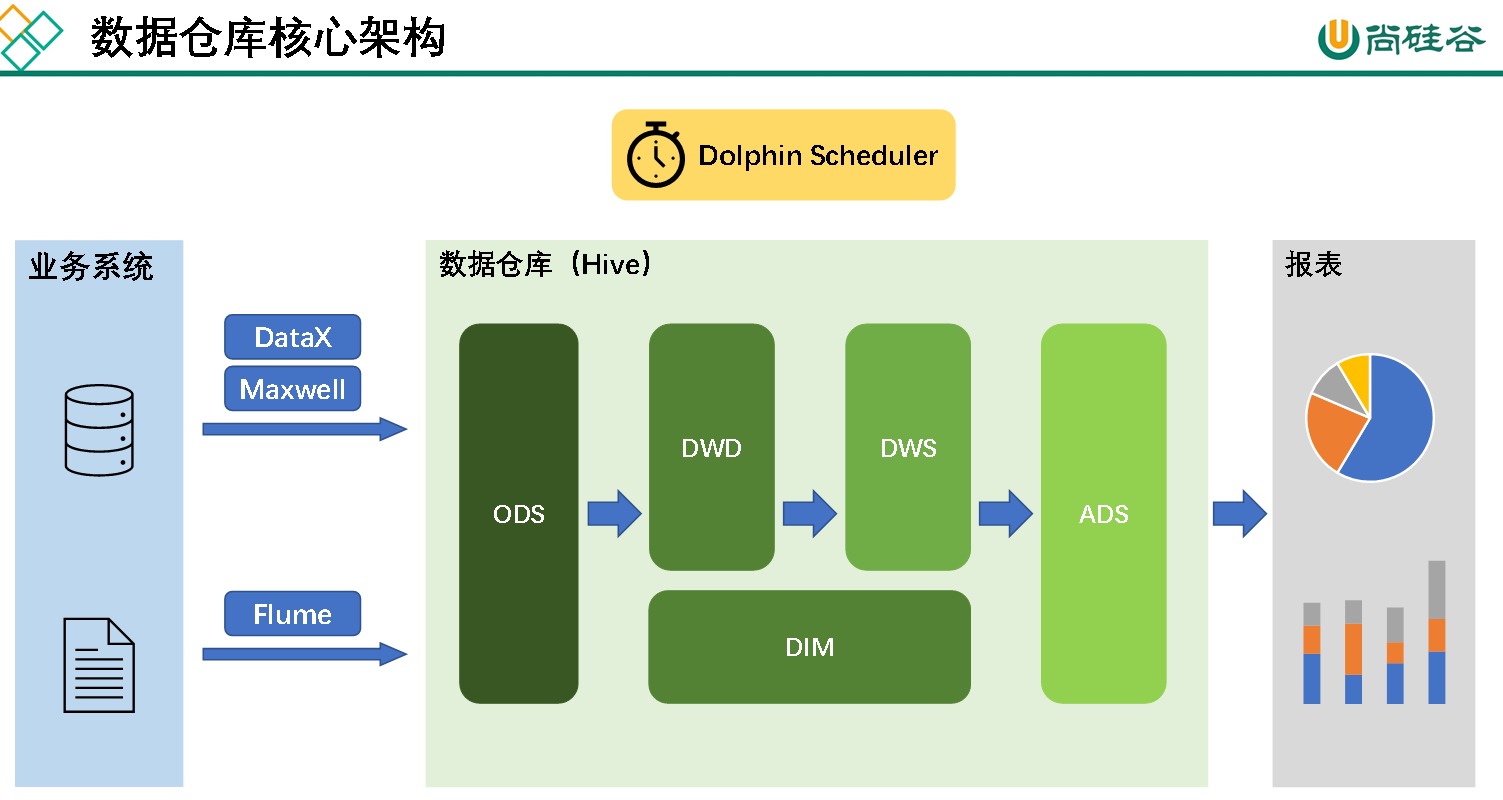 数据仓库核心架构
尚硅谷
Dolphin Scheduler
业务系统
DataX
Maxwell
Flume
数据仓库（Hive）
ODS
DWD
DWS
DIM
ADS
报表